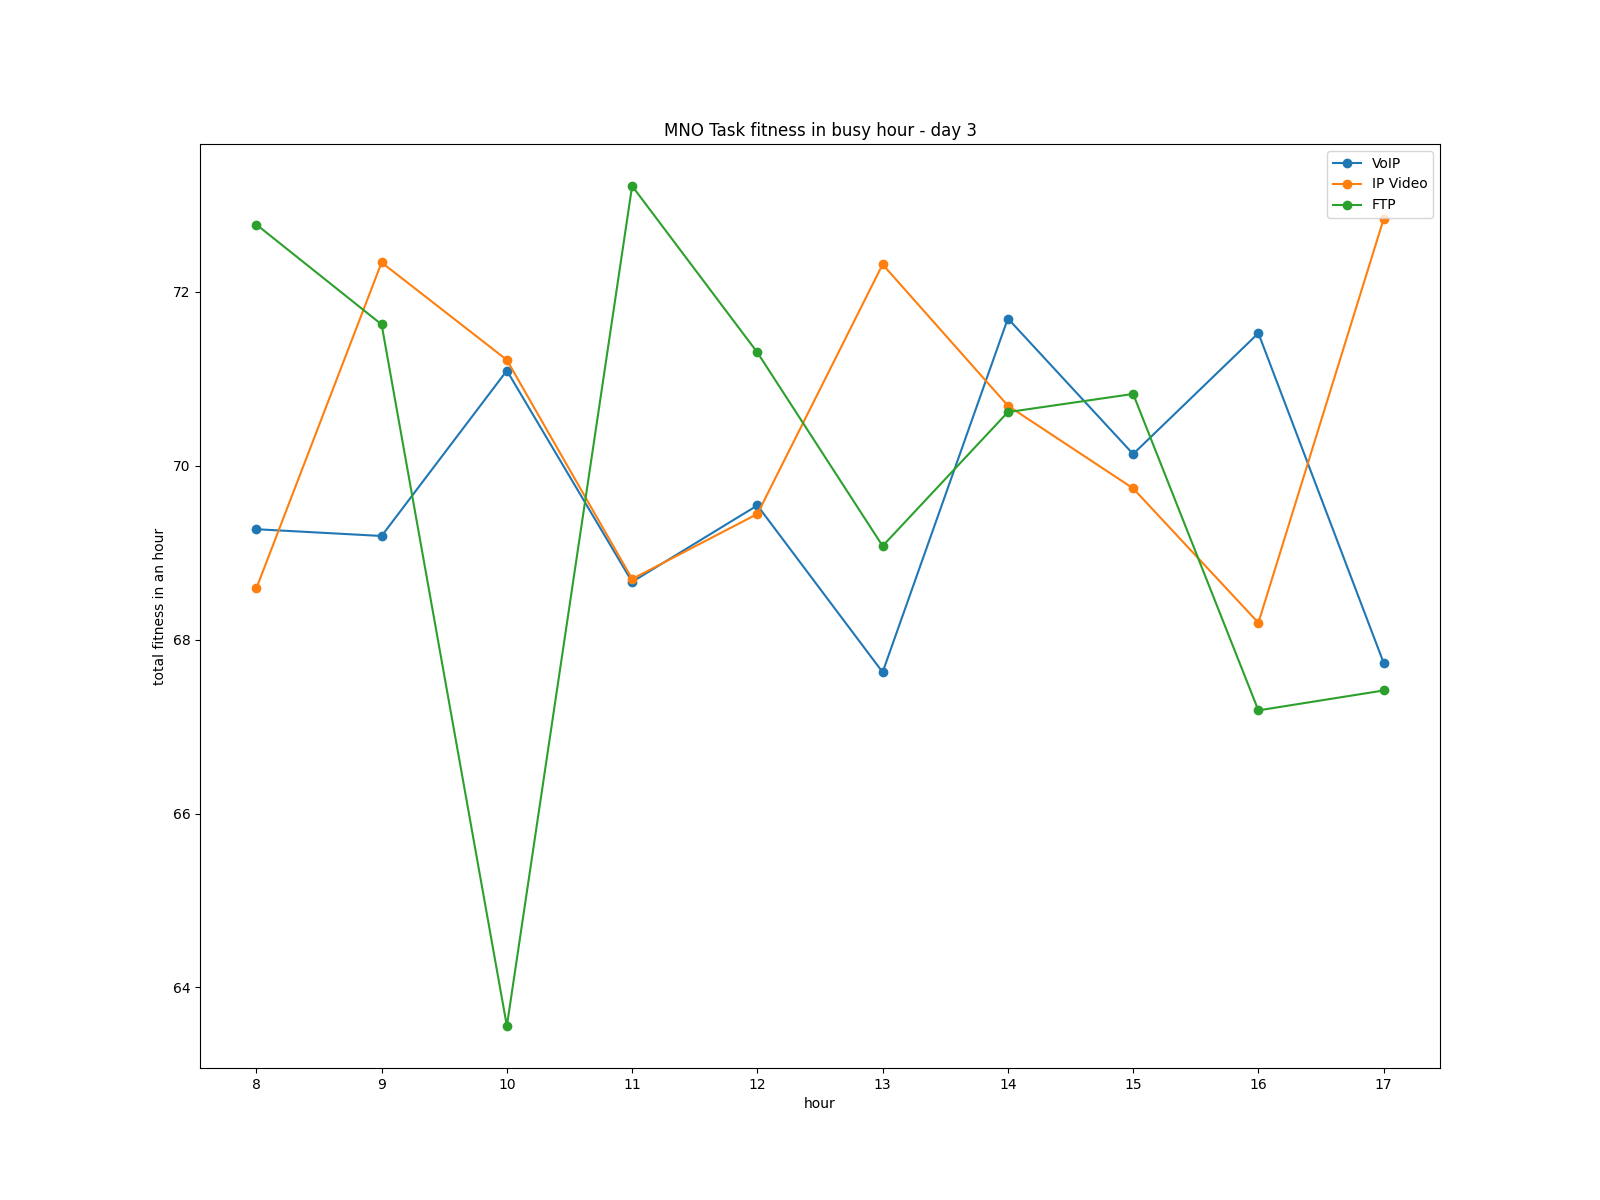 MNO Task fitness in busy hour - day 3
VoIP
IP Video
FTP
72
70
68
66
64
total fitness in an hour
8 9 10 11 12 13 14 15 16 17
hour